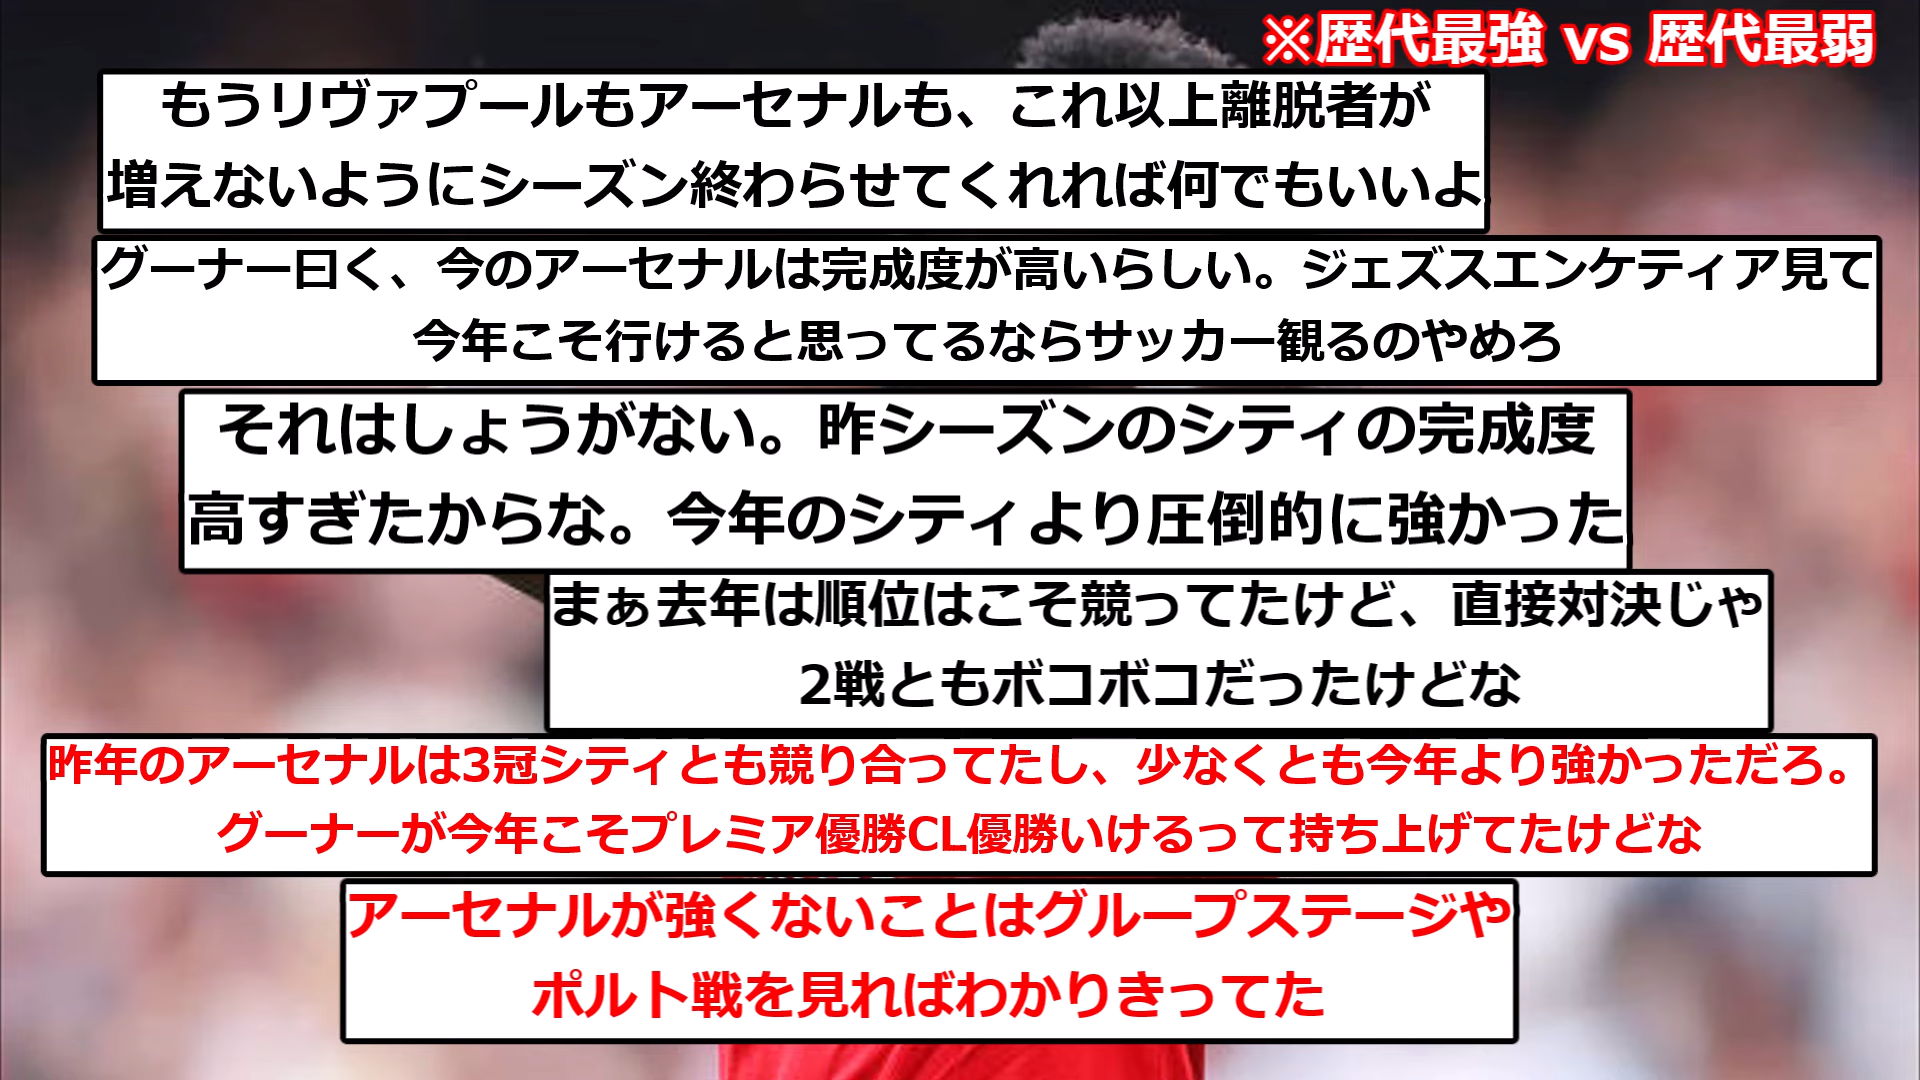 ※歴代最強 vs 歴代最弱
もうリヴァプールもアーセナルも、これ以上離脱者が
増えないようにシーズン終わらせてくれれば何でもいいよ
グーナー曰く、今のアーセナルは完成度が高いらしい。ジェズスエンケティア見て
今年こそ行けると思ってるならサッカー観るのやめろ
それはしょうがない。昨シーズンのシティの完成度
高すぎたからな。今年のシティより圧倒的に強かった
まぁ去年は順位はこそ競ってたけど、直接対決じゃ
2戦ともボコボコだったけどな
昨年のアーセナルは3冠シティとも競り合ってたし、少なくとも今年より強かっただろ。
グーナーが今年こそプレミア優勝CL優勝いけるって持ち上げてたけどな
アーセナルが強くないことはグループステージや
ポルト戦を見ればわかりきってた